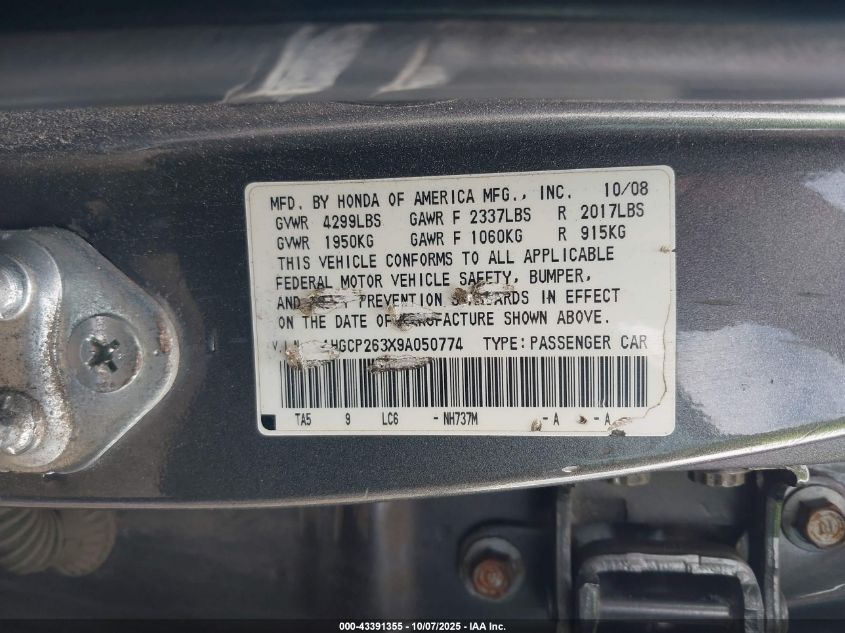 MFD. BY HONDA OF AMERICA MFG., INC. 10/08
GVWR 4299LBS GAWR F 2337LBS R 2017LBS
GVWR 1950KG GAWR F 1060KG R 915KG
THIS VEHICLE CONFORMS TO ALL APPLICABLE
FEDERAL MOTOR VEHICLE SAFETY, BUMPER,
AND PREVENTION STANDARDS IN EFFECT
ON THE DATE OF MANUFACTURE SHOWN ABOVE.
1HGCP263X9A050774 TYPE: PASSENGER CAR
TA5 9 LC6 - NH737M - A - A
000-43391355 - 10/07/2025 - IAA Inc.